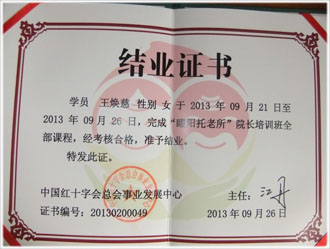 结业证书
学员 王焕慈 性别 女 于 2013 年 09 月 21 日至
2013 年 09 月 26 日，完成“曜阳托老所”院长培训班全
部课程，经考核合格，准予结业。
特发此证。
中国红十字会总会事业发展中心
主任：
证书编号：20130200049
2013 年 09 月 26 日